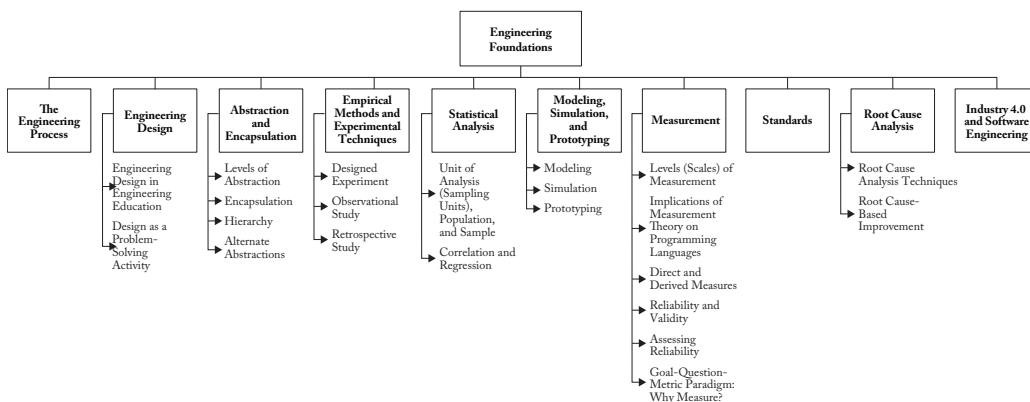 Engineering
Foundations
The
Engineering
Process
Engineering
Design
Engineering
Design in
Engineering
Education
Design as a
Problem-
Solving
Activity
Abstraction
and
Encapsulation
Levels of
Abstraction
Encapsulation
Hierarchy
Alternate
Abstractions
Empirical
Methods and
Experimental
Techniques
Designed
Experiment
Observational
Study
Retrospective
Study
Statistical
Analysis
Unit of
Analysis
(Sampling
Units),
Population,
and Sample
Correlation and
Regression
Modeling,
Simulation,
and
Prototyping
Modeling
Simulation
Prototyping
Measurement
Levels (Scales) of
Measurement
Implications of
Measurement
Theory on
Programming
Languages
Direct and
Derived Measures
Reliability and
Validity
Assessing
Reliability
Goal-Question-
Metric Paradigm:
Why Measure?
Standards
Root Cause
Analysis
Root Cause
Analysis Techniques
Root Cause-
Based
Improvement
Industry 4.0
and Software
Engineering